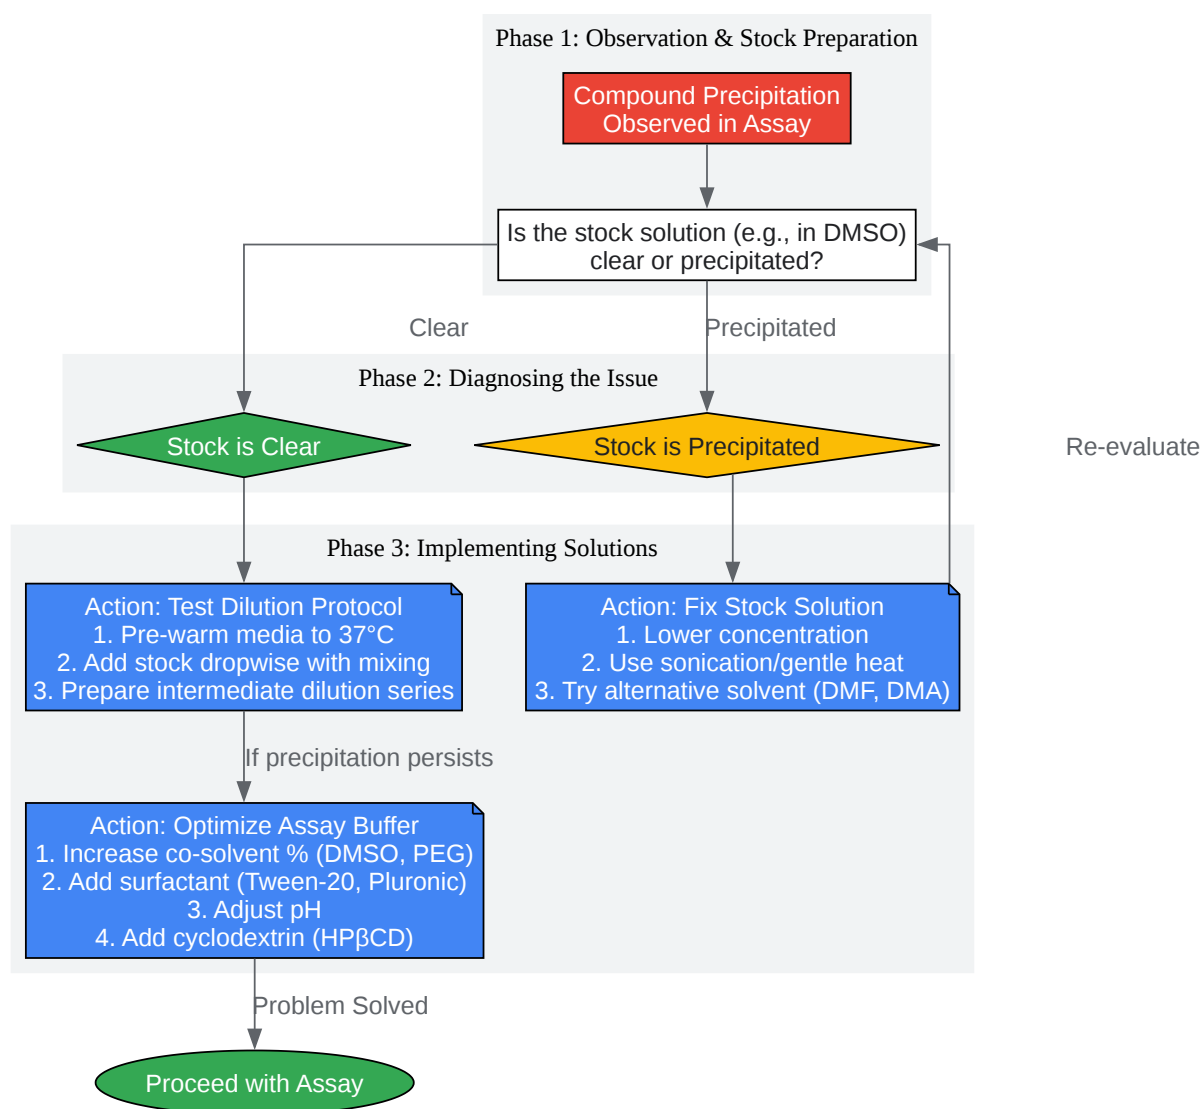 Phase 1: Observation & Stock Preparation
Compound Precipitation
Observed in Assay
Is the stock solution (e.g., in DMSO)
clear or precipitated?
Clear
Precipitated
Phase 2: Diagnosing the Issue
Stock is Clear
Stock is Precipitated
Re-evaluate
Phase 3: Implementing Solutions
Action: Test Dilution Protocol
1. Pre-warm media to 37°C
2. Add stock dropwise with mixing
3. Prepare intermediate dilution series
Action: Fix Stock Solution
1. Lower concentration
2. Use sonication/gentle heat
3. Try alternative solvent (DMF, DMA)
If precipitation persists
Action: Optimize Assay Buffer
1. Increase co-solvent % (DMSO, PEG)
2. Add surfactant (Tween-20, Pluronic)
3. Adjust pH
4. Add cyclodextrin (HPβCD)
Problem Solved
Proceed with Assay